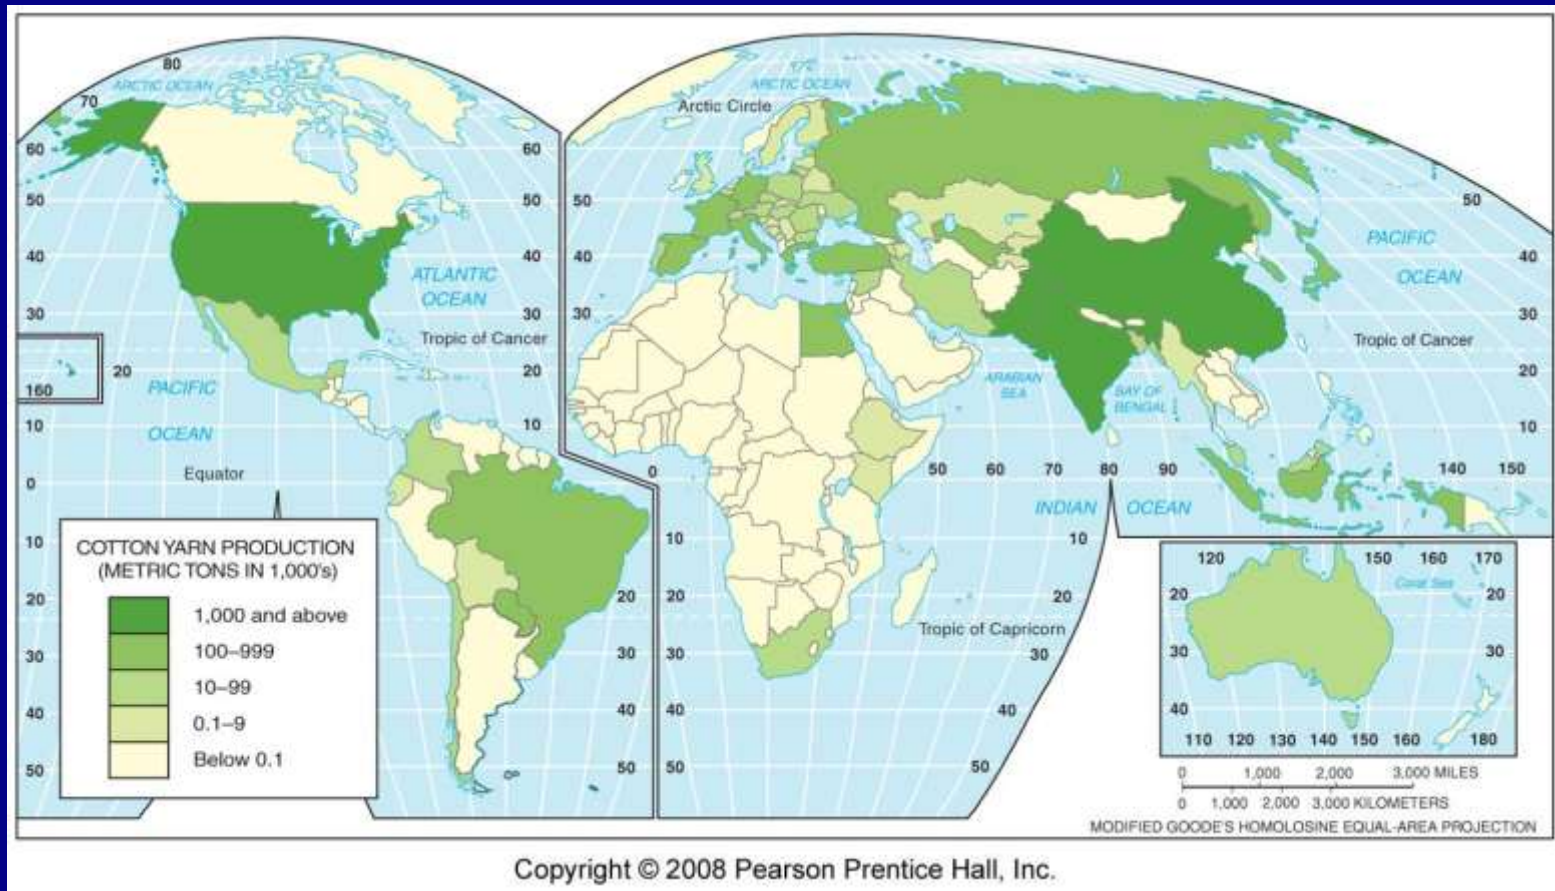 80
ARCTIC OCEAN
70
60
60
50
50
40
40
ATLANTIC
OCEAN
30
30
Tropic of Cancer
20
20
160
PACIFIC
OCEAN
10
10
Equator
0
10
20
20
30
30
40
40
50
50
COTTON YARN PRODUCTION
(METRIC TONS IN 1,000's)
1,000 and above
100–999
10–99
0.1–9
Below 0.1
ARCTIC OCEAN
Arctic Circle
60
50
50
40
40
30
30
PACIFIC
OCEAN
Tropic of Cancer
20
10
ARABIAN
SEA
BAY OF
BENGAL
0
50
60
70
80
90
140
150
INDIAN
OCEAN
10
10
20
20
Tropic of Capricorn
30
30
40
40
50
50
120
150
160
170
Coral Sea
20
20
30
30
40
110
120
130
140
150
160
180
0
1,000
2,000
3,000 MILES
0
1,000
2,000
3,000 KILOMETERS
MODIFIED GOODE'S HOMOLOSINE EQUAL-AREA PROJECTION
Copyright © 2008 Pearson Prentice Hall, Inc.